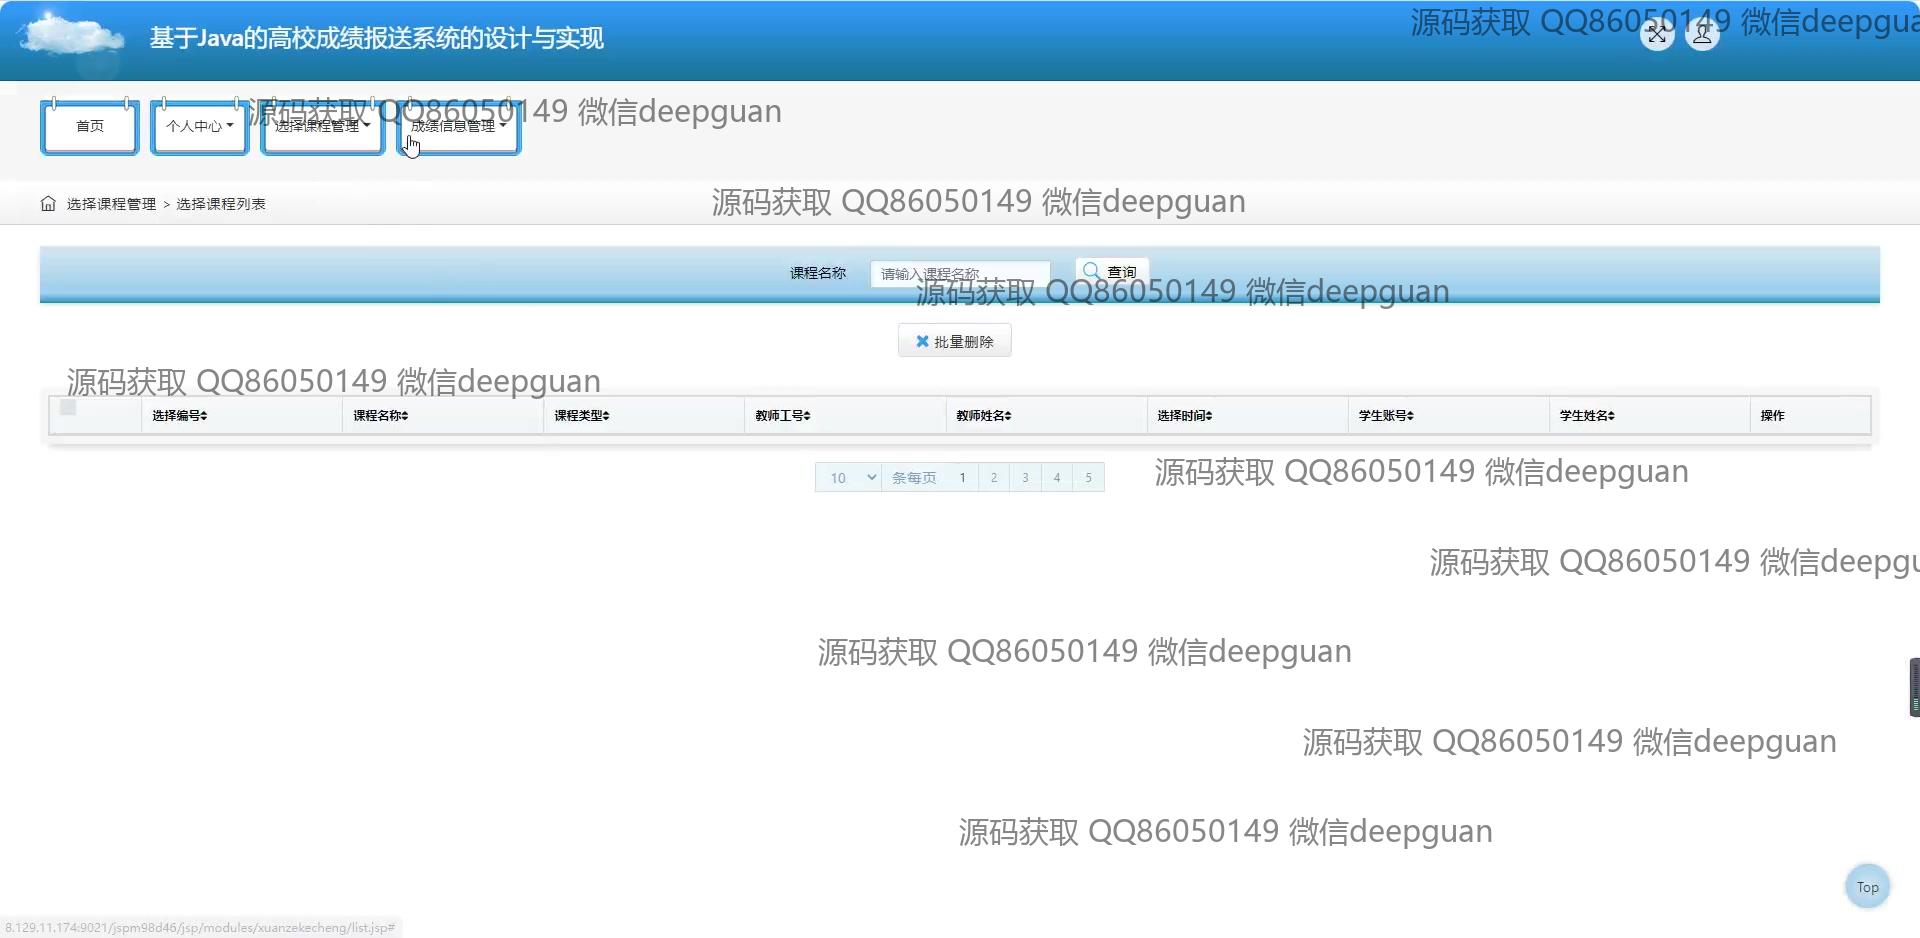 基于Java的高校成绩报送系统的设计与实现
源码获取 QQ86050149 微信deepgua
首页
个人中心
选择课程管理
成绩信息管理
源码获取 QQ86050149 微信deepguan
选择课程管理 > 选择课程列表
源码获取 QQ86050149 微信deepguan
课程名称
请输入课程名称
查询
源码获取 QQ86050149 微信deepguan
批量删除
源码获取 QQ86050149 微信deepguan
选择编号 课程名称 课程类型 教师工号 教师姓名 选择时间 学生账号 学生姓名 操作
10 条每页 1 2 3 4 5
源码获取 QQ86050149 微信deepguan
源码获取 QQ86050149 微信deepgu
源码获取 QQ86050149 微信deepguan
源码获取 QQ86050149 微信deepguan
源码获取 QQ86050149 微信deepguan
Top
8.129.11.174:9021/jspm98d46/jsp/modules/xuanzekecheng/list.jsp#